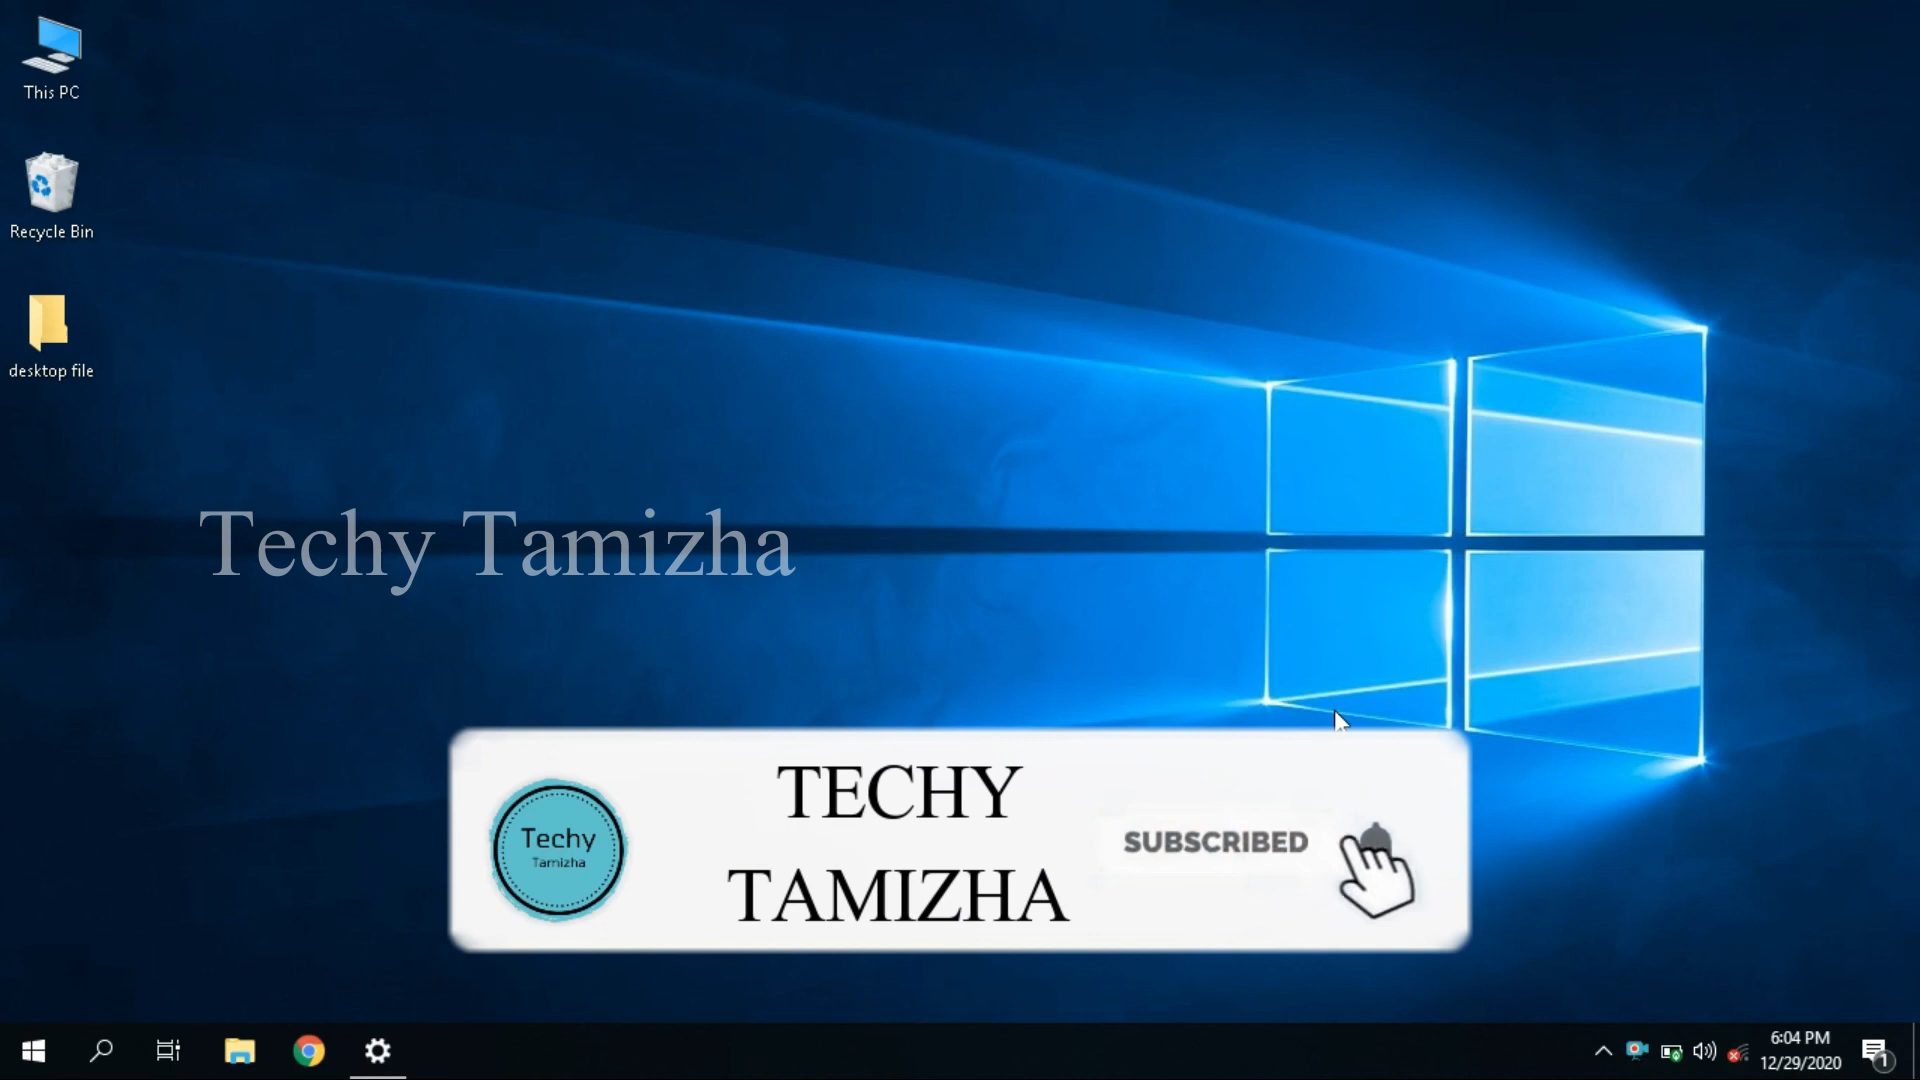 This PC
Recycle Bin
desktop file
Techy Tamizha
Techy
Tamizha
TECHY
TAMIZHA
SUBSCRIBED
6:04 PM
12/29/2020
1